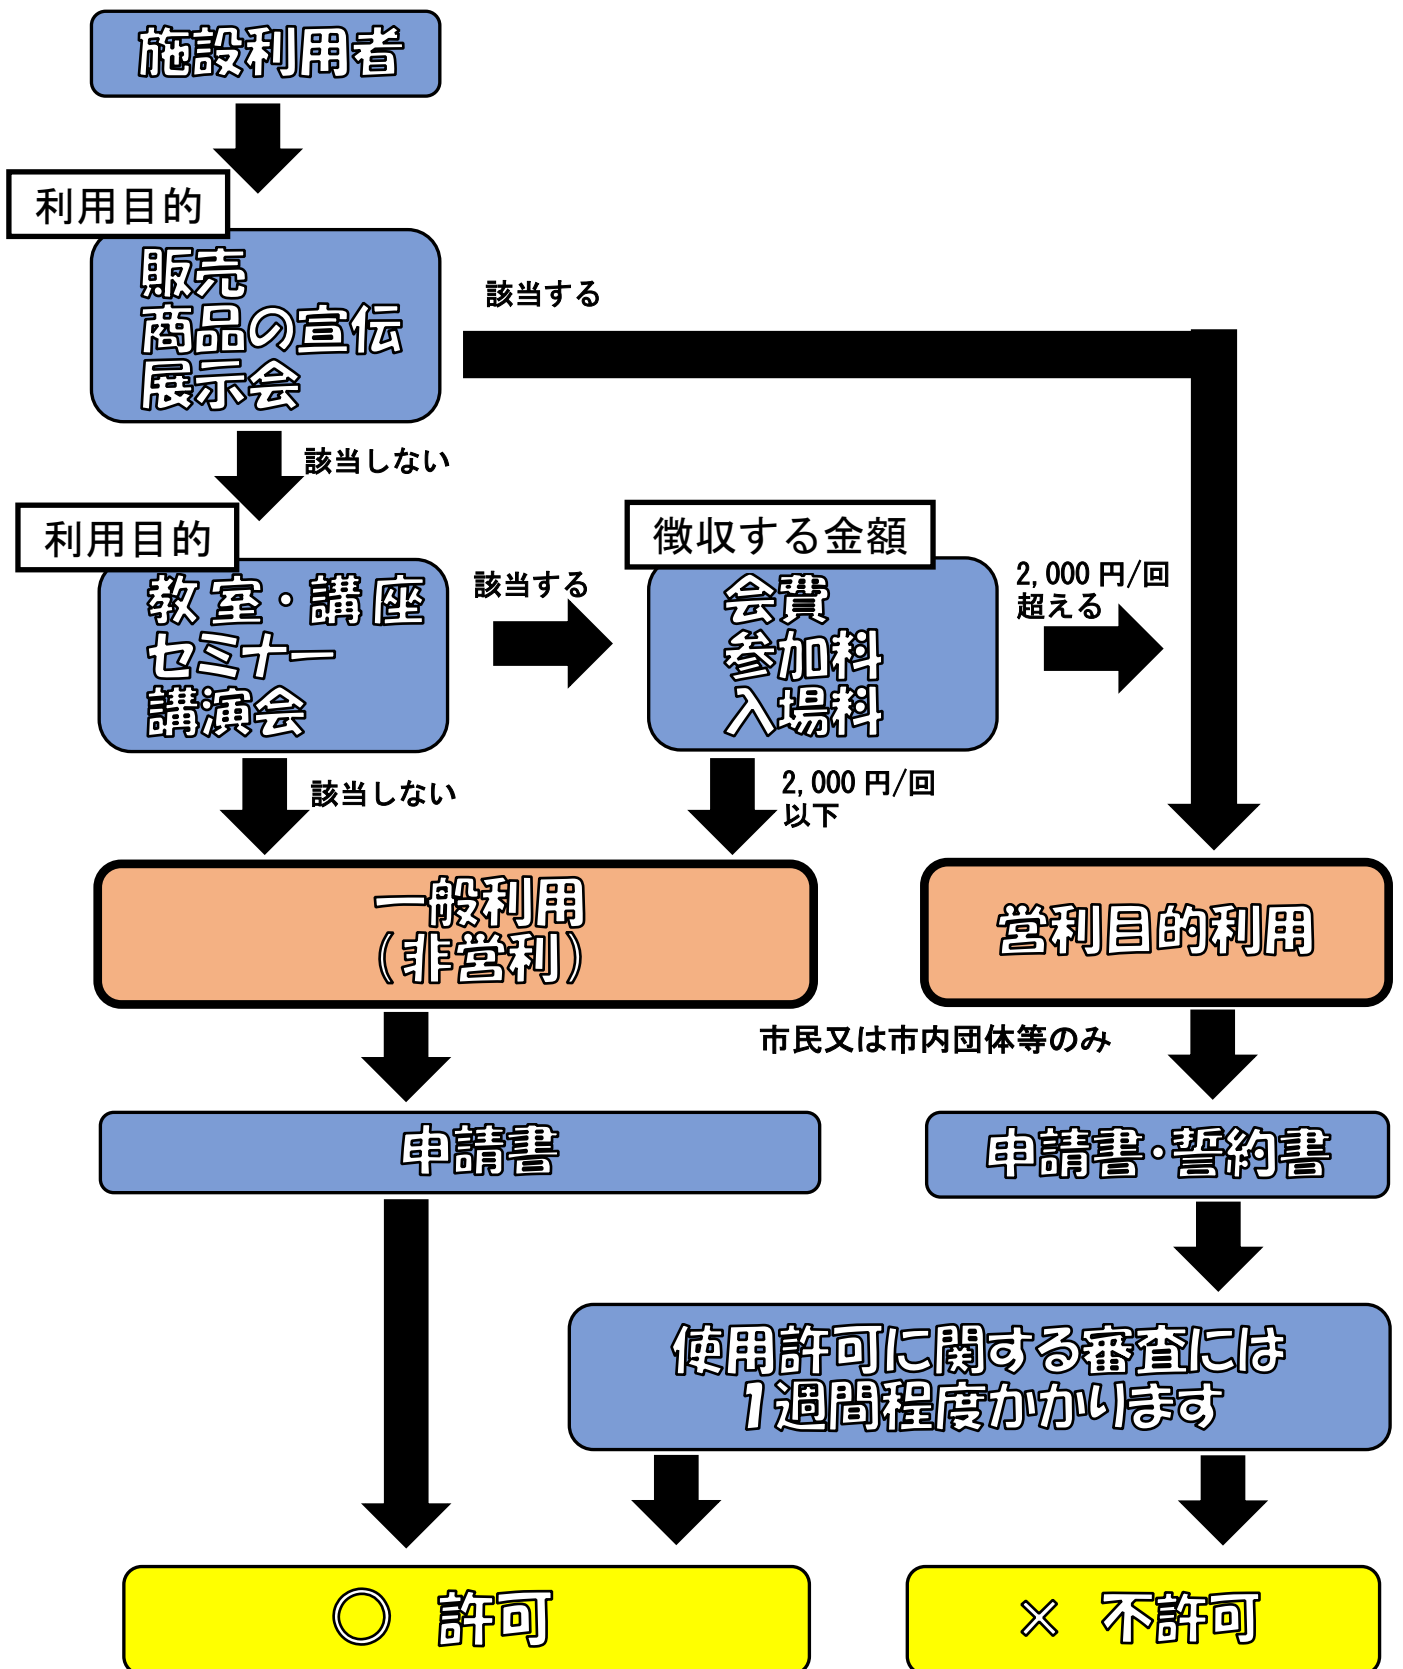 施設利用者
利用目的
販売
商品の宣伝
展示会
該当する
該当しない
利用目的
教室・講座
セミナー
講演会
該当する
徴収する金額
会費
参加料
入場料
2,000 円/回
超える
該当しない
2,000 円/回
以下
一般利用
(非営利)
営利目的利用
市民又は市内団体等のみ
申請書
申請書・誓約書
使用許可に関する審査には
1週間程度かかります
○ 許可
× 不許可